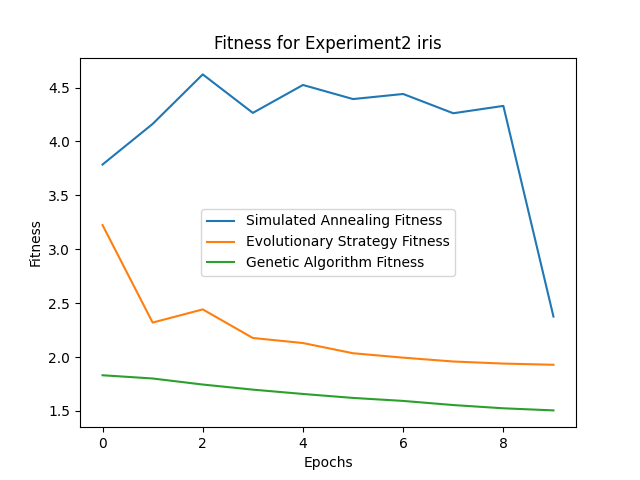 Fitness for Experiment2 iris
Fitness
4.5
4.0
3.5
3.0
2.5
2.0
1.5
Simulated Annealing Fitness
Evolutionary Strategy Fitness
Genetic Algorithm Fitness
0 2 4 6 8
Epochs